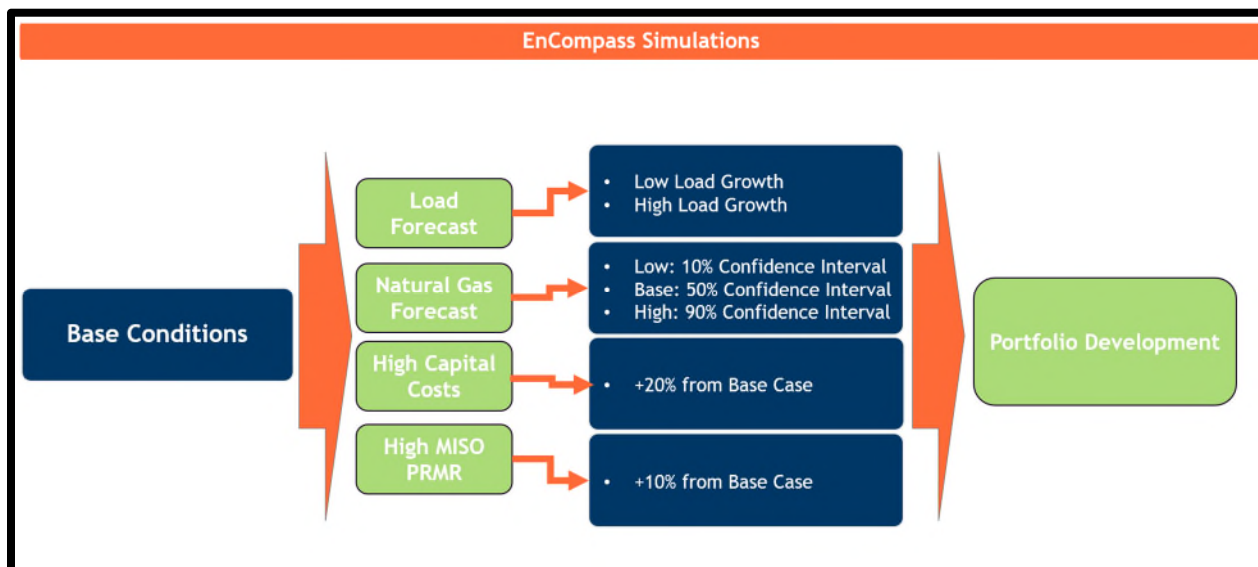 EnCompass Simulations
Base Conditions
Load
Forecast
• Low Load Growth
• High Load Growth
Natural Gas
Forecast
• Low: 10% Confidence Interval
• Base: 50% Confidence Interval
• High: 90% Confidence Interval
High Capital
Costs
• +20% from Base Case
High MISO
PRMR
• +10% from Base Case
Portfolio Development